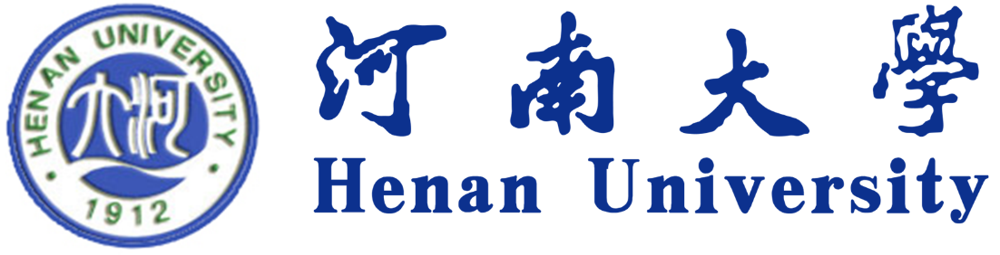 HENAN UNIVERSITY
大河
1912
河南大學
Henan University